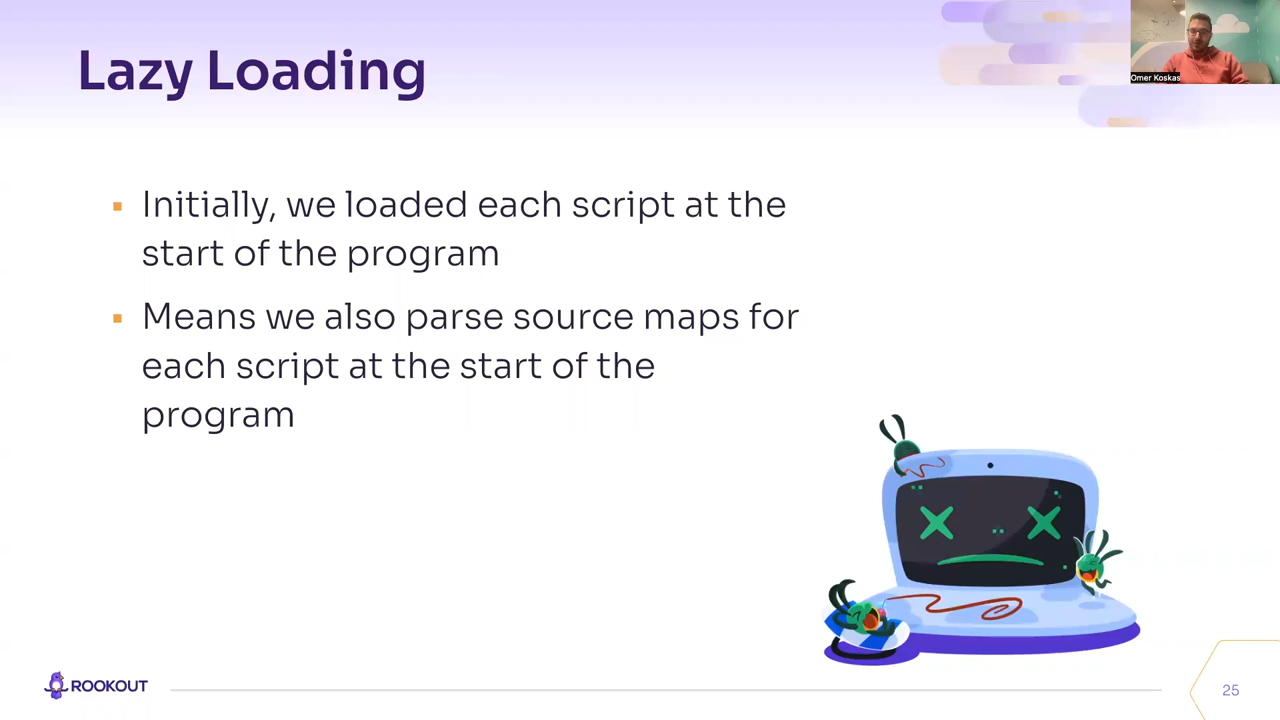 Lazy Loading
Omer Koskas
Initially, we loaded each script at the
start of the program
Means we also parse source maps for
each script at the start of the
program
ROOKOUT
25